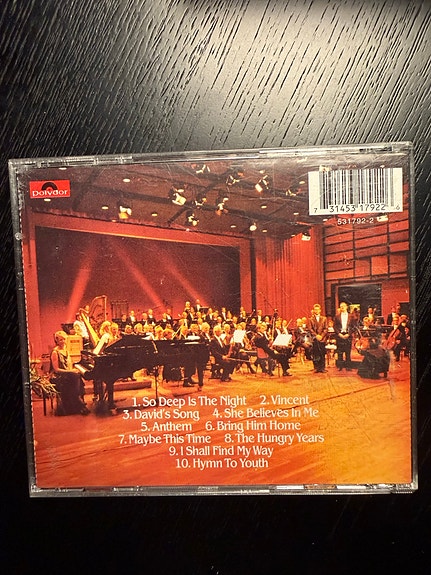 Polydor
7 31453 17922 6
531792-2
1. So Deep Is The Night 2. Vincent
3. David's Song 4. She Believes In Me
5. Anthem 6. Bring Him Home
7. Maybe This Time 8. The Hungry Years
9. I Shall Find My Way
10. Hymn To Youth